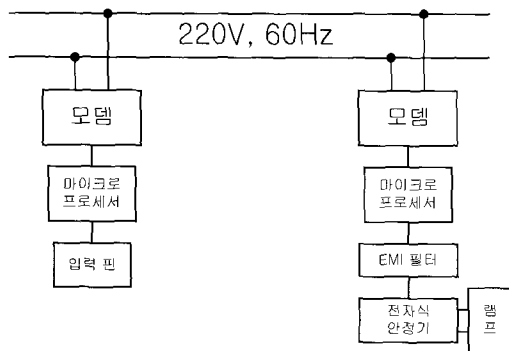 220V, 60Hz
모뎀
마이크로
프로세서
입력 핀
모뎀
마이크로
프로세서
EMI 필터
전자식
안정기
램
프